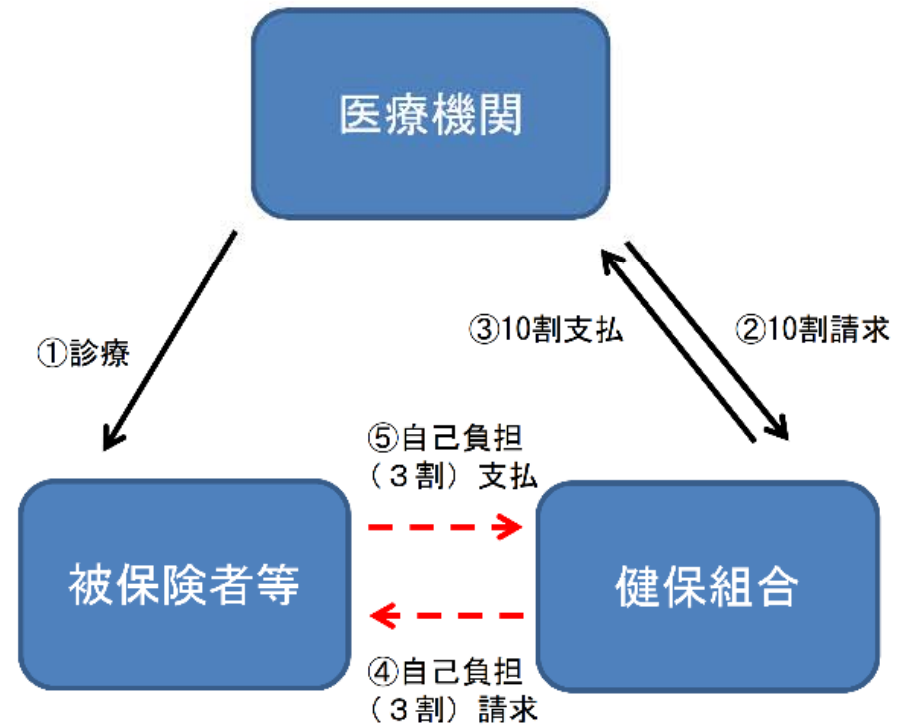 医療機関
①診療
③10割支払
②10割請求
⑤自己負担
（３割）支払
被保険者等
健保組合
④自己負担
（３割）請求